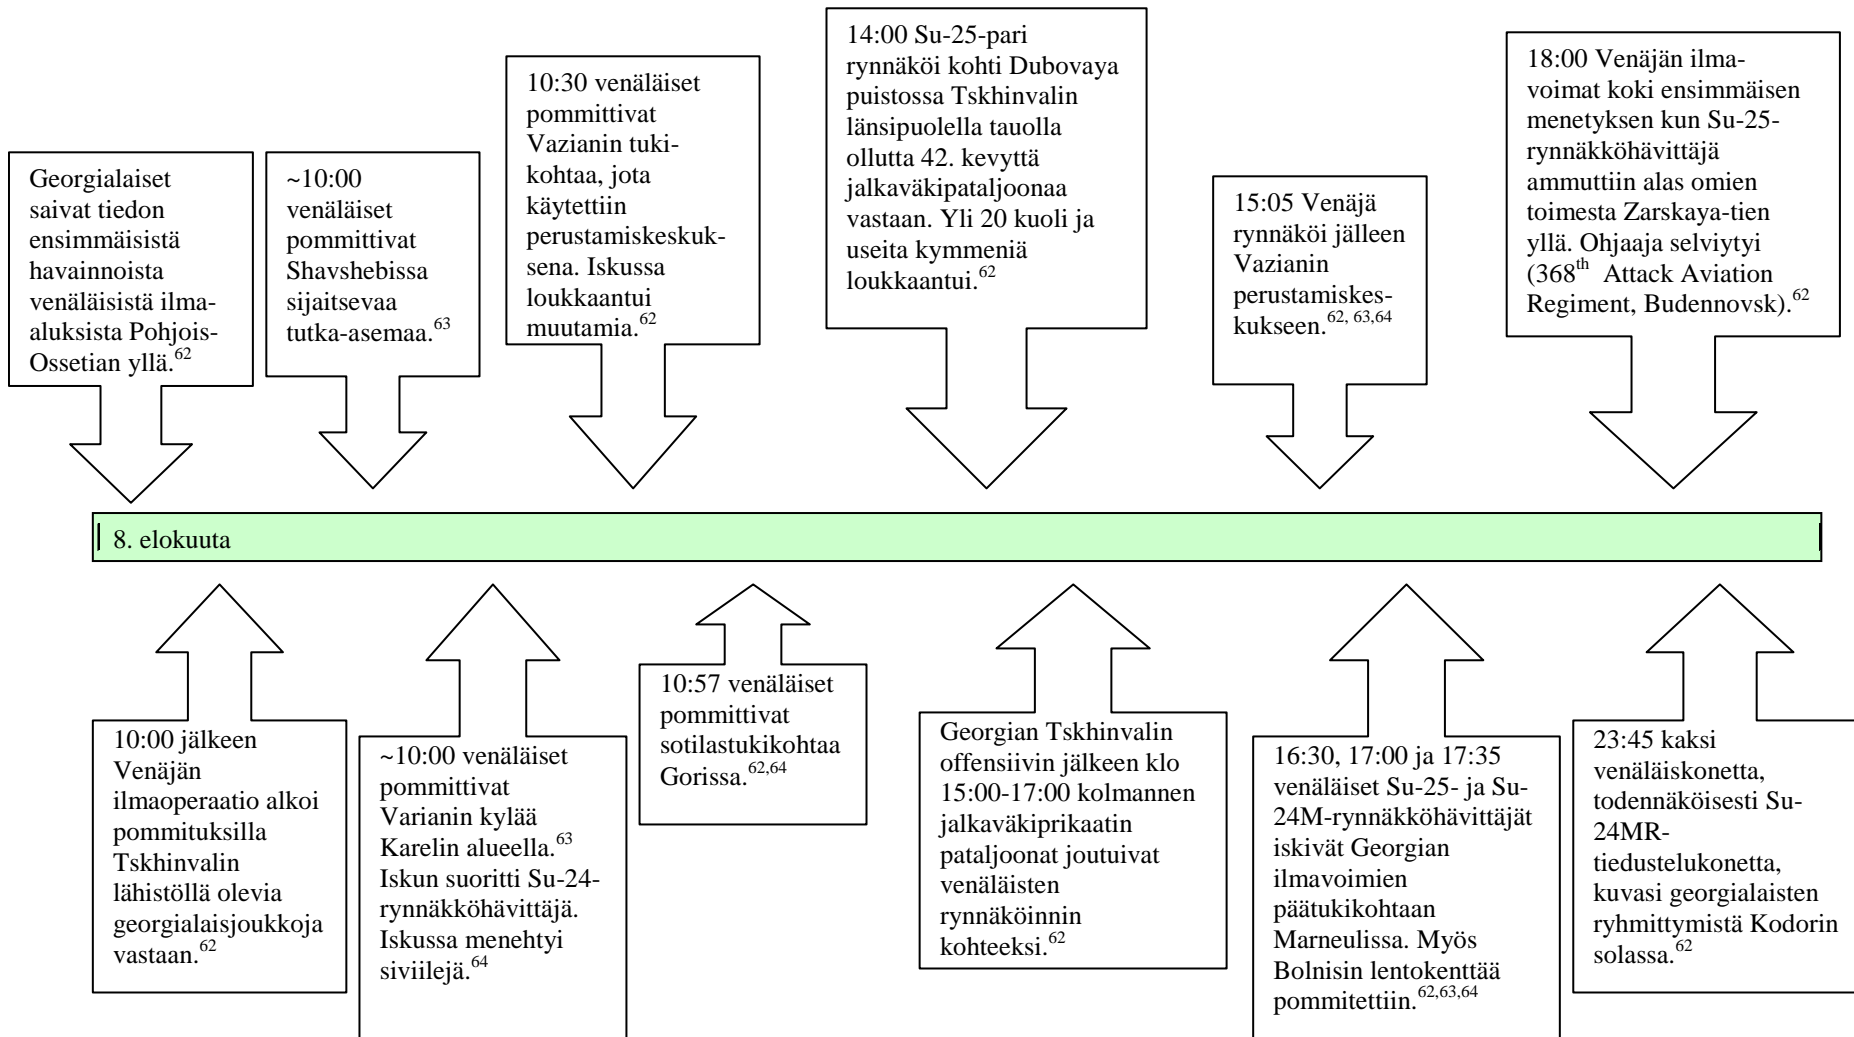 Georgialaiset
saivat tiedon
ensimmäisistä
havainnoista
venäläisistä ilma-
aluksista Pohjois-
Ossetian yllä.62
~10:00
venäläiset
pommittivat
Shavshebissa
sijaitsevaa
tutka-asemaa.63
10:30 venäläiset
pommittivat
Vazianin tuki-
kohtaa, jota
käytettiin
perustamiskeskuk-
sena. Iskussa
loukkaantui
muutamia.62
14:00 Su-25-pari
rynnäköi kohti Dubovaya
puistossa Tskhinvalin
länsipuolella tauolla
ollutta 42. kevyttä
jalkaväkipataljoonaa
vastaan. Yli 20 kuoli ja
useita kymmeniä
loukkaantui.62
15:05 Venäjä
rynnäköi jälleen
Vazianin
perustamiskes-
kukseen.62, 63,64
18:00 Venäjän ilma-
voimat koki ensimmäisen
menetyksen kun Su-25-
rynnäkköhävittäjä
ammuttiin alas omien
toimesta Zarskaya-tien
yllä. Ohjaaja selviytyi
(368th Attack Aviation
Regiment, Budennovsk).62
8. elokuuta
10:00 jälkeen
Venäjän
ilmaoperaatio alkoi
pommituksilla
Tskhinvalin
lähistöllä olevia
georgialaisjoukkoja
vastaan.62
~10:00 venäläiset
pommittivat
Varianin kylää
Karelin alueella.63
Iskun suoritti Su-24-
rynnäkköhävittäjä.
Iskussa menehtyi
siviilejä.64
10:57 venäläiset
pommittivat
sotilastukikohtaa
Gorissa.62,64
Georgian Tskhinvalin
offensiivin jälkeen klo
15:00-17:00 kolmannen
jalkaväkiprikaatin
pataljoonat joutuivat
venäläisten
rynnäköinnin
kohteeksi.62
16:30, 17:00 ja 17:35
venäläiset Su-25- ja Su-
24M-rynnäkköhävittäjät
iskivät Georgian
ilmavoimien
päätukikohtaan
Marneulissa. Myös
Bolnisin lentokenttää
pommitettiin.62,63,64
23:45 kaksi
venäläiskonetta,
todennäköisesti Su-
24MR-
tiedustelukonetta,
kuvasi georgialaisten
ryhmittymistä Kodorin
solassa.62